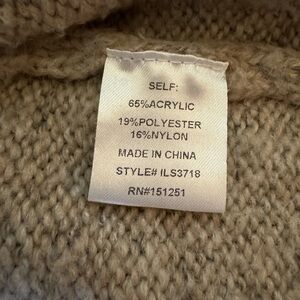 SELF:
65%ACRYLIC
19%POLYESTER
16%NYLON
MADE IN CHINA
STYLE# ILS3718
RN#151251